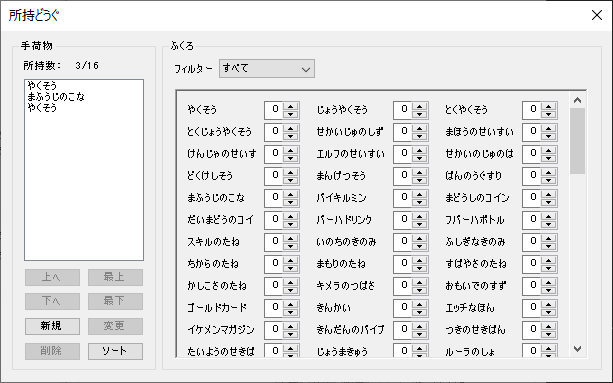 所持どうぐ
手荷物
所持数： 3/16
やくそう
まふうじのこな
やくそう
上へ 最上
下へ 最下
新規 変更
削除 ソート
ふくろ
フィルター すべて
やくそう 0 じょうやくそう 0 とくやくそう 0
とくじょうやくそう 0 せかいじゅのしず 0 まほうのせいすい 0
けんじゃのせいす 0 エルフのせいすい 0 せかいのじゅのは 0
どくけしそう 0 まんげつそう 0 ばんのうぐすり 0
まふうじのこな 0 パイキルミン 0 まどうしのコイン 0
だいまどうのコイ 0 パーハドリンク 0 フパーハボトル 0
スキルのたね 0 いのちのきのみ 0 ふしぎなきのみ 0
ちからのたね 0 まもりのたね 0 すばやさのたね 0
かしこさのたね 0 キメラのつばさ 0 おもいでのすず 0
ゴールドカード 0 きんかい 0 エッチなほん 0
イケメンマガジン 0 きんだんのパイプ 0 つきのせきばん 0
たいようのせきば 0 じょうまきゅう 0 ルーラのしょ 0